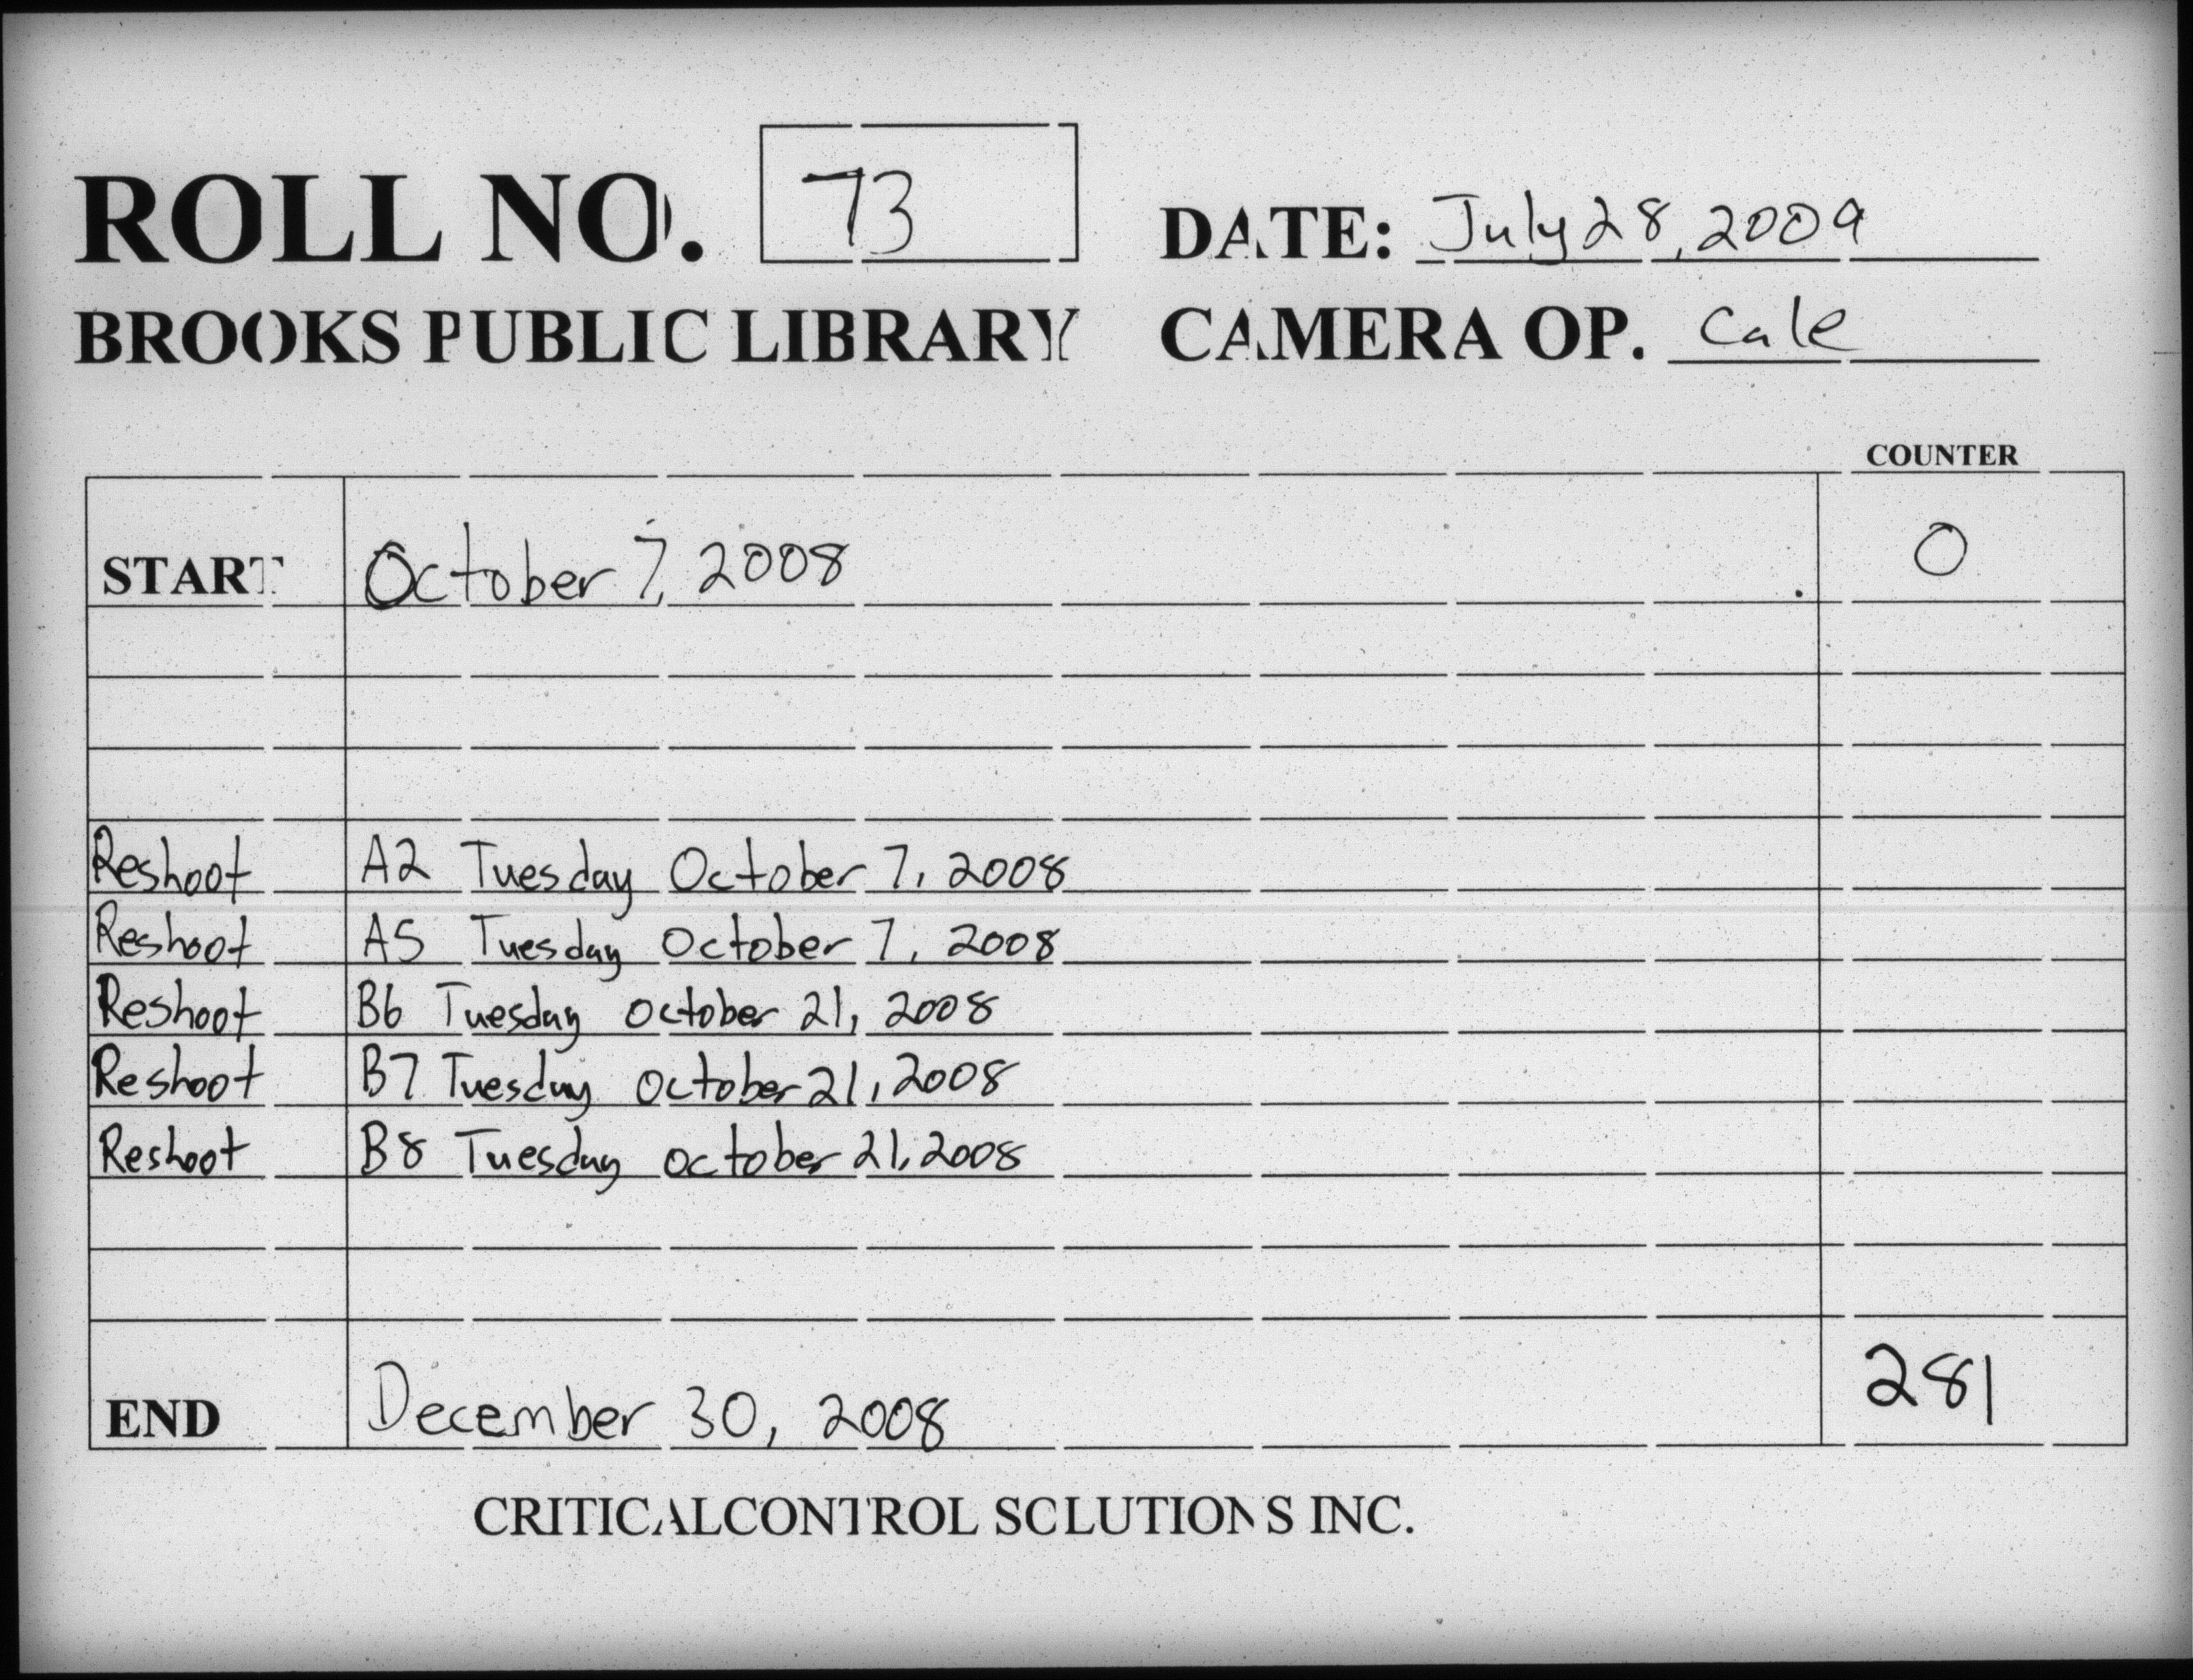 ROLL NO. 73 DATE: July 28, 2009
BROOKS PUBLIC LIBRARY CAMERA OP. Cale
COUNTER
START October 7, 2008 0
Reshoot A2 Tuesday October 7, 2008
Reshoot A5 Tuesday October 7, 2008
Reshoot B6 Tuesday October 21, 2008
Reshoot B7 Tuesday October 21, 2008
Reshoot B8 Tuesday October 21, 2008
END December 30, 2008 281
CRITICALCONTROL SOLUTIONS INC.